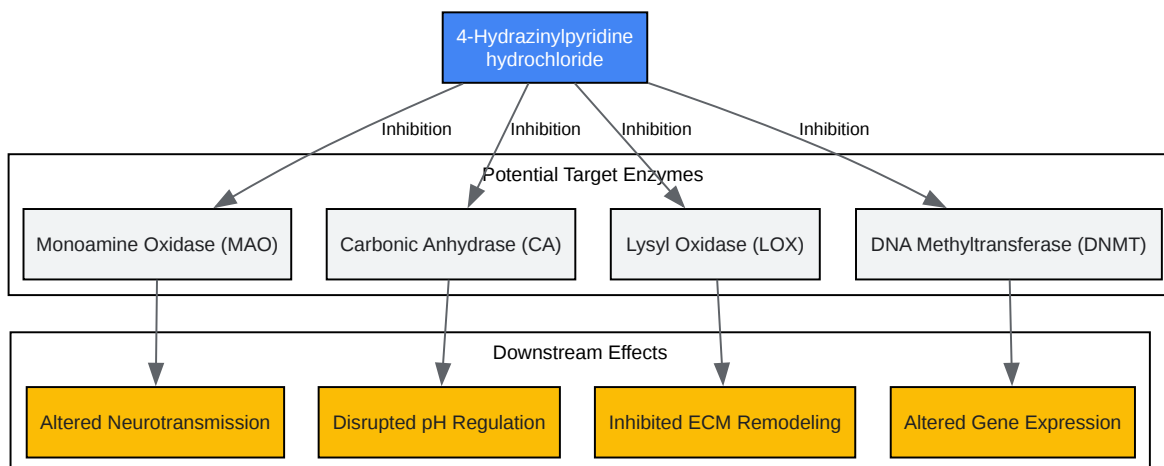 4-Hydrazinylpyridine
hydrochloride
Inhibition
Inhibition
Inhibition
Inhibition
Potential Target Enzymes
Monoamine Oxidase (MAO)
Carbonic Anhydrase (CA)
Lysyl Oxidase (LOX)
DNA Methyltransferase (DNMT)
Downstream Effects
Altered Neurotransmission
Disrupted pH Regulation
Inhibited ECM Remodeling
Altered Gene Expression